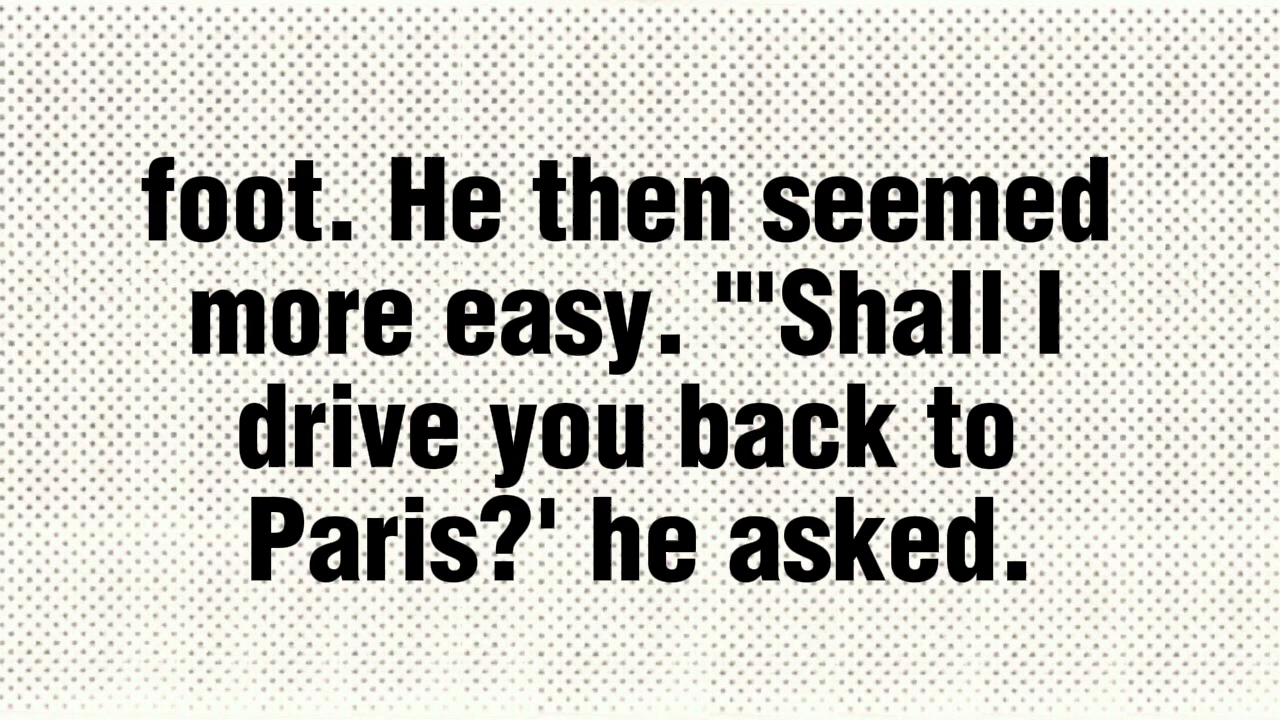 foot. He then seemed
more easy. "'Shall I
drive you back to
Paris?' he asked.